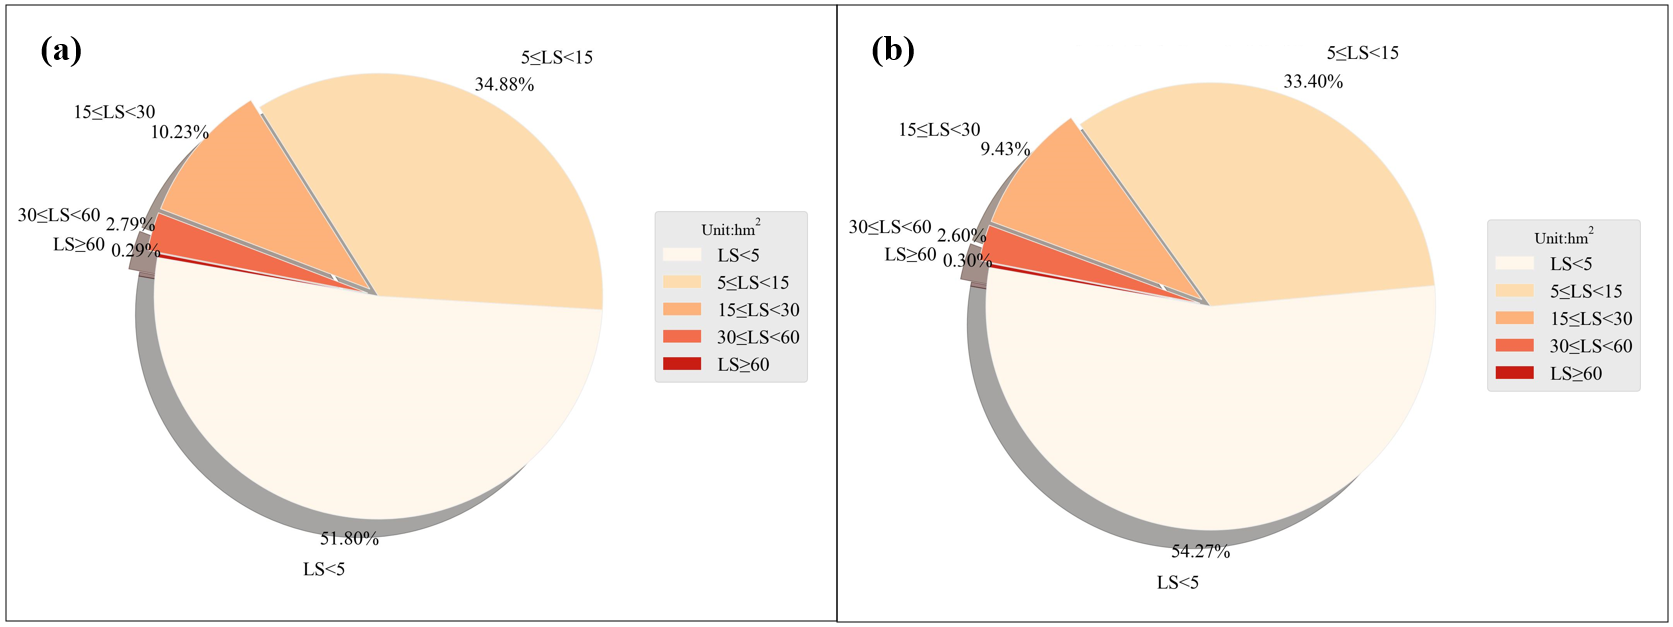 (a)
5≤LS<15
34.88%
15≤LS<30
10.23%
30≤LS<60
2.79%
LS≥60
0.29%
51.80%
LS<5
Unit:hm²
LS<5
5≤LS<15
15≤LS<30
30≤LS<60
LS≥60
(b)
5≤LS<15
33.40%
15≤LS<30
9.43%
30≤LS<60
2.60%
LS≥60
0.30%
54.27%
LS<5
Unit:hm²
LS<5
5≤LS<15
15≤LS<30
30≤LS<60
LS≥60